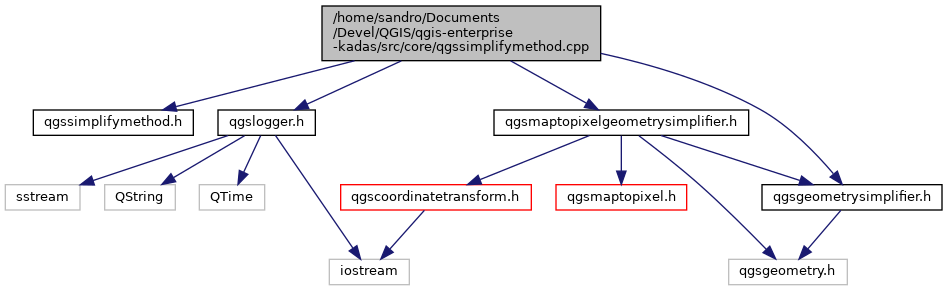 /home/sandro/Documents
/Devel/QGIS/qgis-enterprise
-kadas/src/core/qgssimplifymethod.cpp
qgssimplifymethod.h
qgslogger.h
qgsmaptopixelgeometrysimplifier.h
sstream
QString
QTime
qgscoordinatetransform.h
qgsmaptopixel.h
qgsgeometrysimplifier.h
iostream
qgsgeometry.h